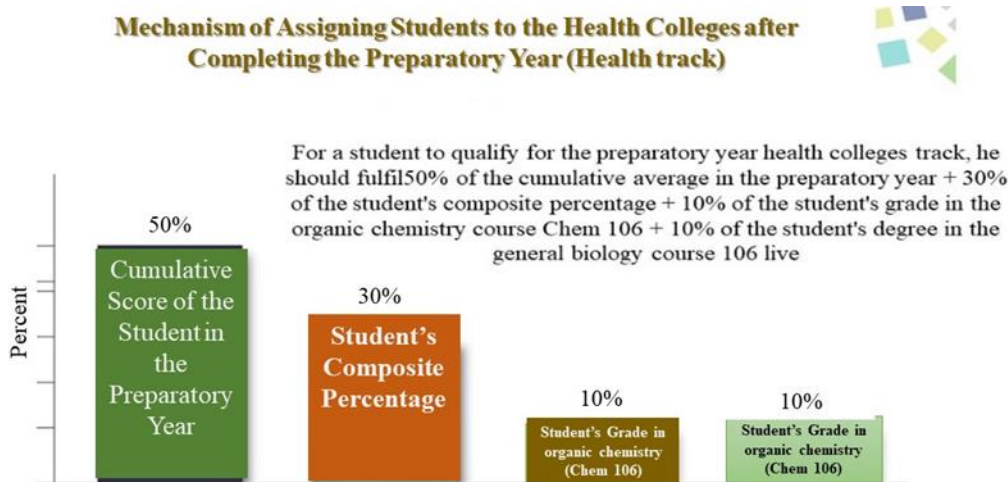 Mechanism of Assigning Students to the Health Colleges after
Completing the Preparatory Year (Health track)
For a student to qualify for the preparatory year health colleges track, he
should fulfil50% of the cumulative average in the preparatory year + 30%
of the student's composite percentage + 10% of the student's grade in the
organic chemistry course Chem 106 + 10% of the student's degree in the
general biology course 106 live
Percent
50%
Cumulative
Score of the
Student in
the
Preparatory
Year
30%
Student's
Composite
Percentage
10%
Student's Grade in
organic chemistry
(Chem 106)
10%
Student's Grade in
organic chemistry
(Chem 106)